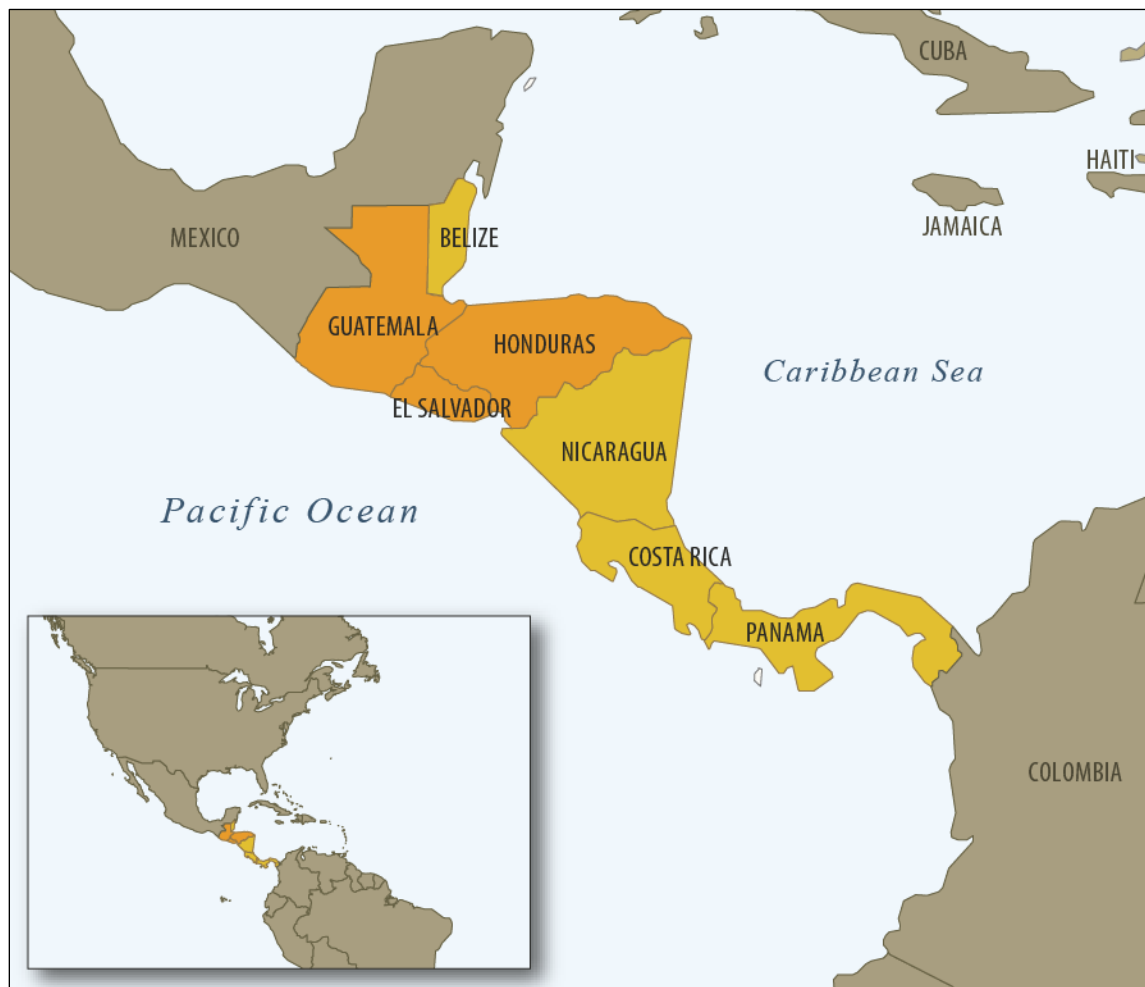 CUBA
HAITI
JAMAICA
MEXICO
BELIZE
GUATEMALA
HONDURAS
Caribbean Sea
EL SALVADOR
NICARAGUA
Pacific Ocean
COSTA RICA
PANAMA
COLOMBIA